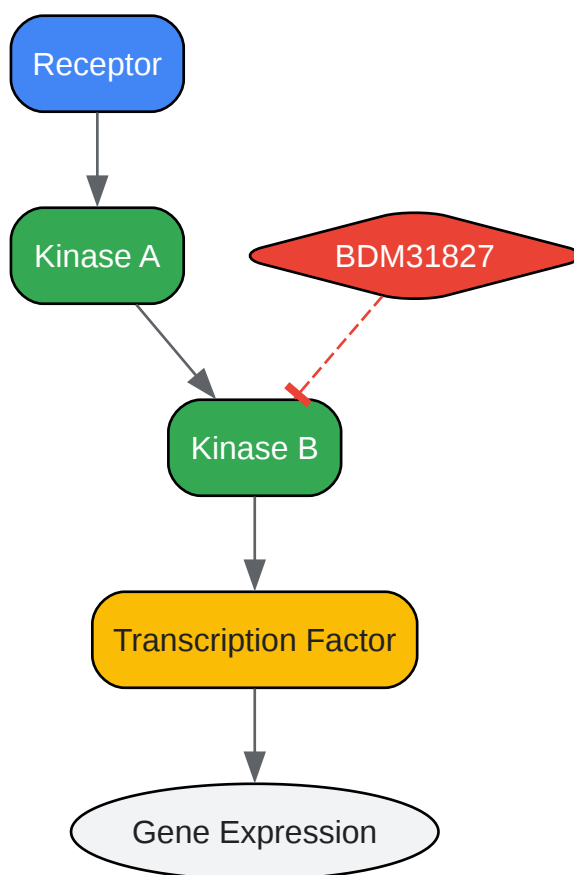 Receptor
Kinase A
BDM31827
Kinase B
Transcription Factor
Gene Expression